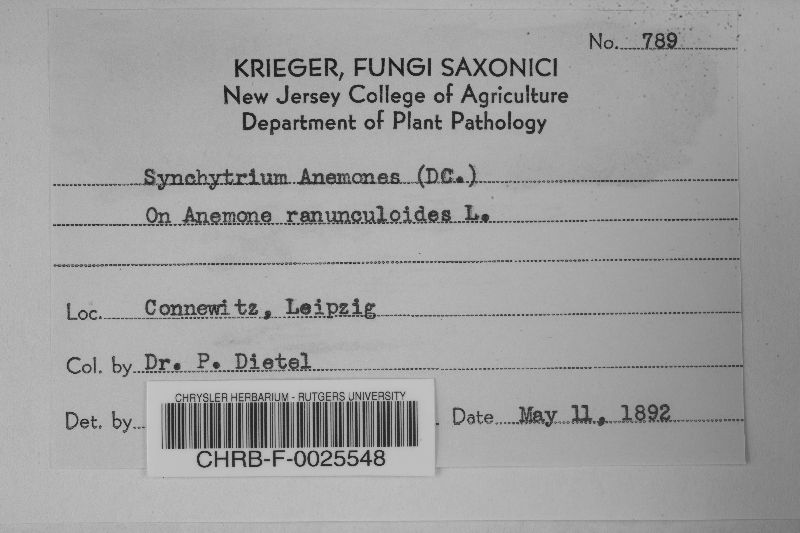 No. 789
KRIEGER, FUNGI SAXONICI
New Jersey College of Agriculture
Department of Plant Pathology
Synchytrium Anemones (DC.)
On Anemone ranunculoides L.
Loc. Connewitz, Leipzig
Col. by Dr. P. Dietel
Det. by Date May 11, 1892
CHRYSLER HERBARIUM - RUTGERS UNIVERSITY
CHRB-F-0025548